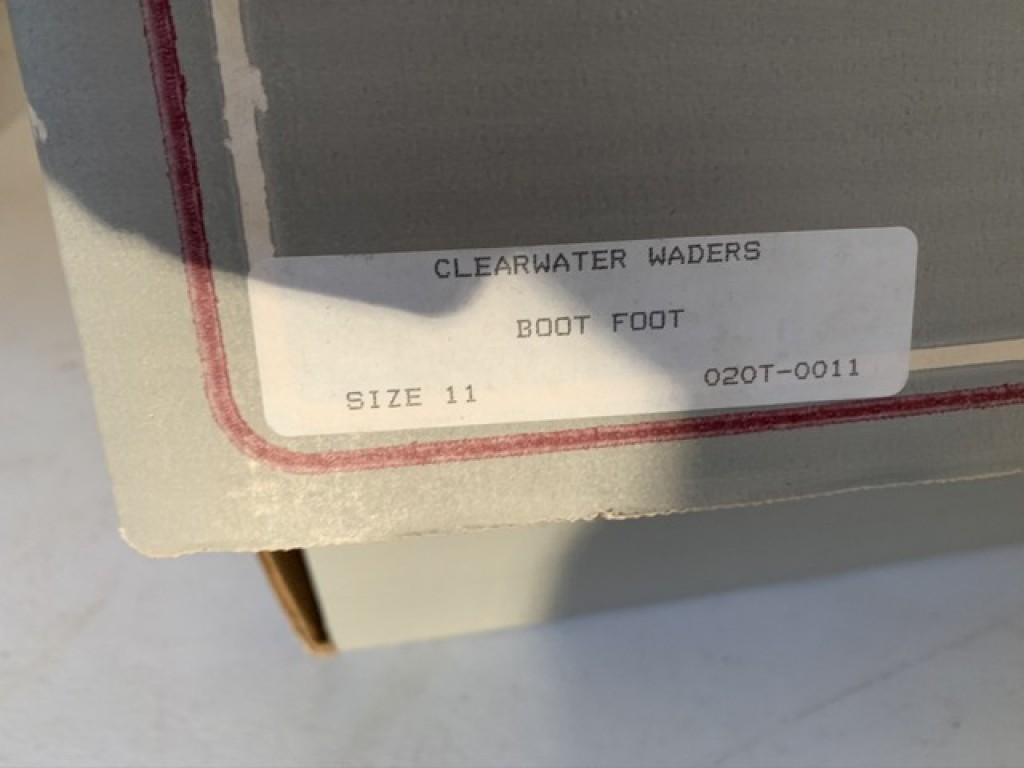 CLEARWATER WADERS
BOOT FOOT
SIZE 11 020T-0011